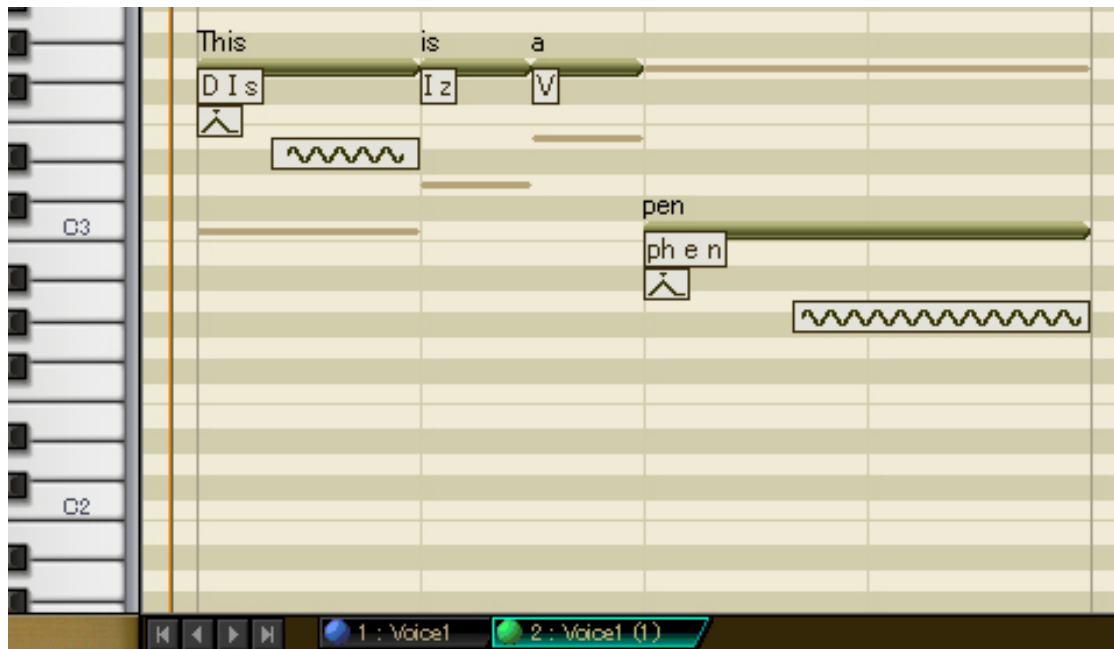 This is a
D I s I z V
pen
C3
ph e n
C2
1 : Voice1 2 : Voice1 (1)